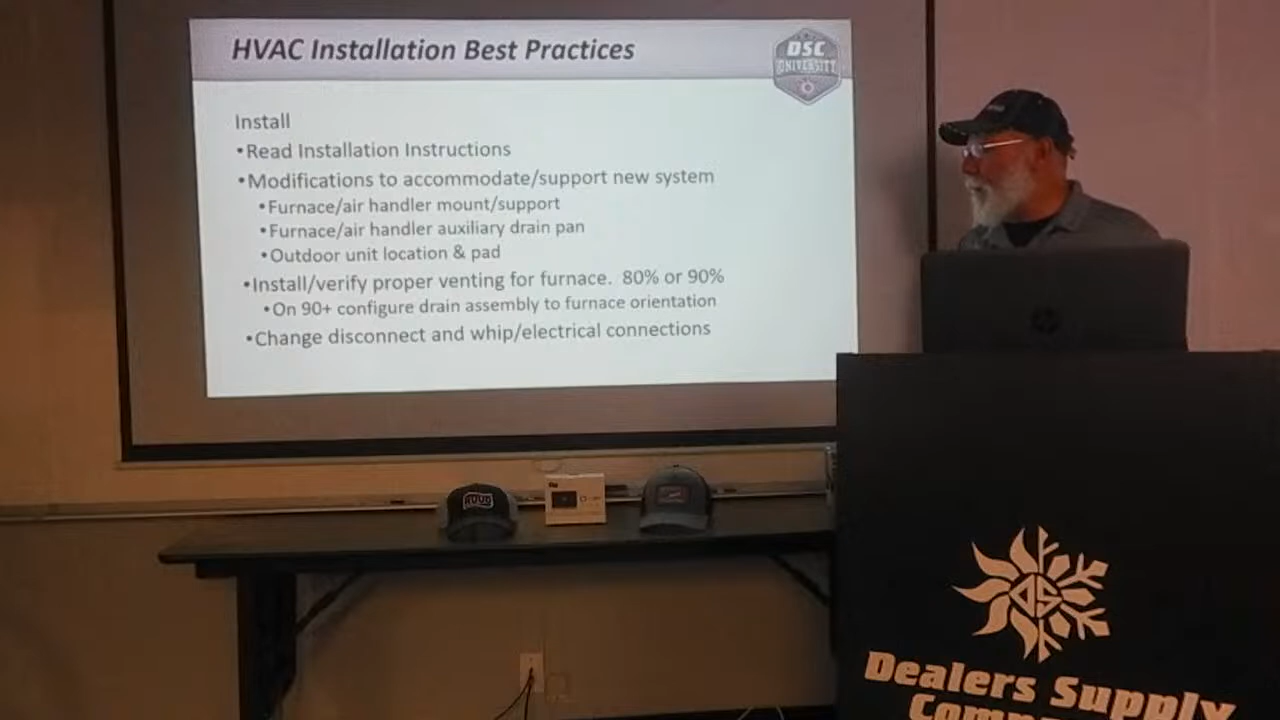 HVAC Installation Best Practices
DSC
UNIVERSITY
Install
•Read Installation Instructions
•Modifications to accommodate/support new system
•Furnace/air handler mount/support
•Furnace/air handler auxiliary drain pan
•Outdoor unit location & pad
•Install/verify proper venting for furnace. 80% or 90%
•On 90+ configure drain assembly to furnace orientation
•Change disconnect and whip/electrical connections
RUUD
DS
Dealers Supply